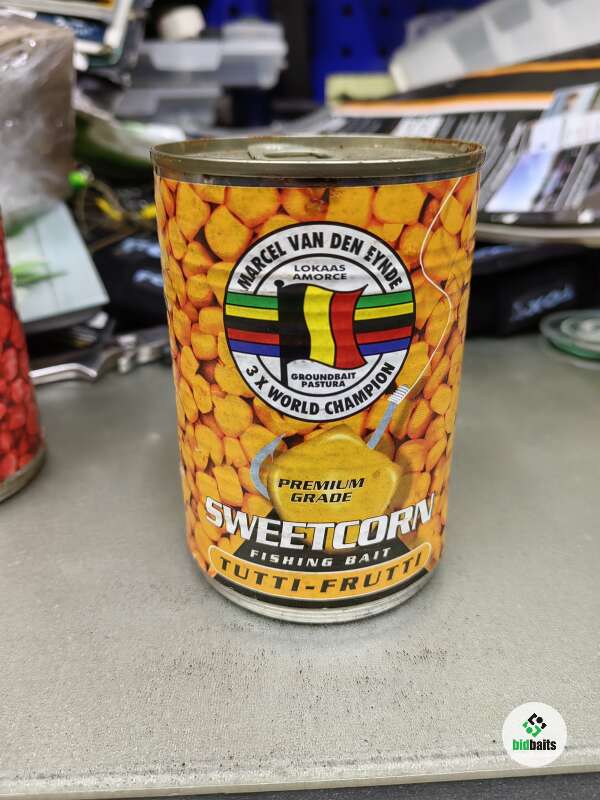 MARCEL VAN DEN EYNDE
LOKAAS
AMORCE
GROUNDBAIT
PASTURA
3 X WORLD CHAMPION
PREMIUM
GRADE
SWEETCORN
FISHING BAIT
TUTTI-FRUTTI
bidbaits